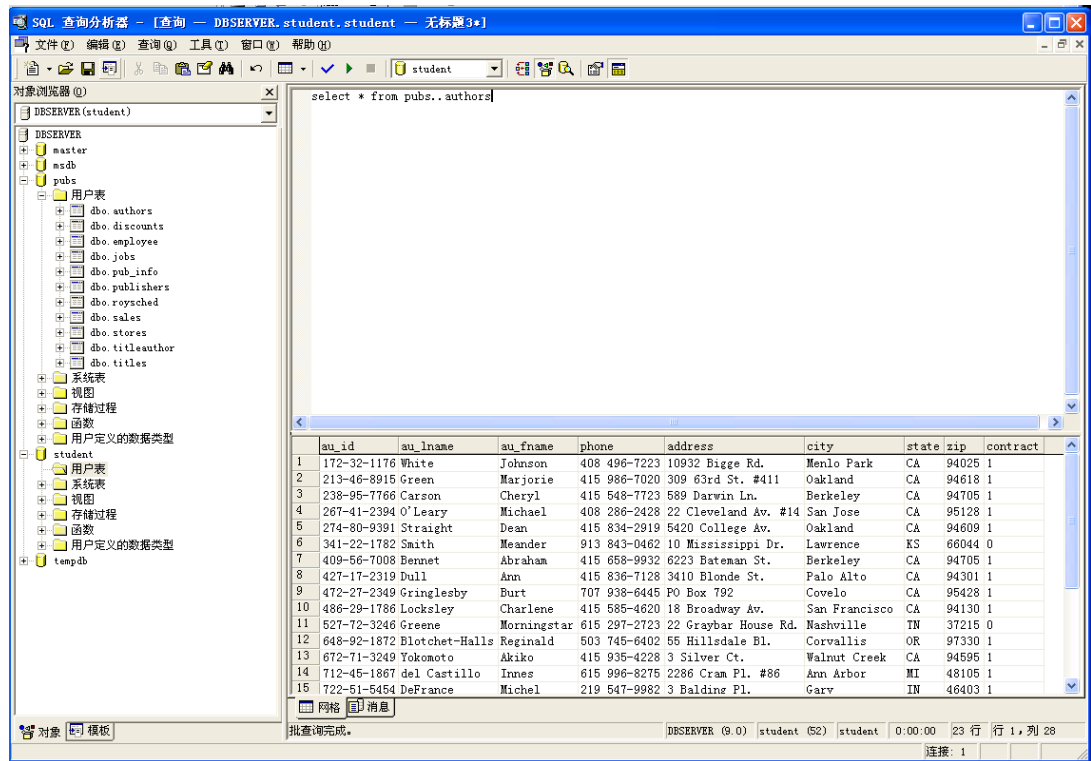 SQL 查询分析器 - [查询 — DBSERVER.student.student — 无标题3*]
文件(F) 编辑(E) 查询(Q) 工具(T) 窗口(W) 帮助(H)
student
对象浏览器(O)
DBSERVER(student)
DBSERVER
master
msdb
pubs
用户表
dbo.authors
dbo.discounts
dbo.employee
dbo.jobs
dbo.pub_info
dbo.publishers
dbo.roysched
dbo.sales
dbo.stores
dbo.titleauthor
dbo.titles
系统表
视图
存储过程
函数
用户定义的数据类型
student
用户表
系统表
视图
存储过程
函数
用户定义的数据类型
tempdb
对象 模板
select * from pubs..authors
au_id au_lname au_fname phone address city state zip contract
1 172-32-1176 White Johnson 408 496-7223 10932 Bigge Rd. Menlo Park CA 94025 1
2 213-46-8915 Green Marjorie 415 986-7020 309 63rd St. #411 Oakland CA 94618 1
3 238-95-7766 Carson Cheryl 415 548-7723 589 Darwin Ln. Berkeley CA 94705 1
4 267-41-2394 O'Leary Michael 408 286-2428 22 Cleveland Av. #14 San Jose CA 95128 1
5 274-80-9391 Straight Dean 415 834-2919 5420 College Av. Oakland CA 94609 1
6 341-22-1782 Smith Meander 913 843-0462 10 Mississippi Dr. Lawrence KS 66044 0
7 409-56-7008 Bennet Abraham 415 658-9932 6223 Bateman St. Berkeley CA 94705 1
8 427-17-2319 Dull Ann 415 836-7128 3410 Blonde St. Palo Alto CA 94301 1
9 472-27-2349 Gringlesby Burt 707 938-6445 PO Box 792 Covelo CA 95428 1
10 486-29-1786 Locksley Charlene 415 585-4620 18 Broadway Av. San Francisco CA 94130 1
11 527-72-3246 Greene Morningstar 615 297-2723 22 Graybar House Rd. Nashville TN 37215 0
12 648-92-1872 Blotchet-Halls Reginald 503 745-6402 55 Hillsdale Bl. Corvallis OR 97330 1
13 672-71-3249 Yokomoto Akiko 415 935-4228 3 Silver Ct. Walnut Creek CA 94595 1
14 712-45-1867 del Castillo Innes 615 996-8275 2286 Cram Pl. #86 Ann Arbor MI 48105 1
15 722-51-5454 DeFrance Michel 219 547-9982 3 Balding Pl. Gary IN 46403 1
网格 消息
批查询完成。 DBSERVER (9.0) student (52) student 0:00:00 23 行 行 1，列 28
连接: 1